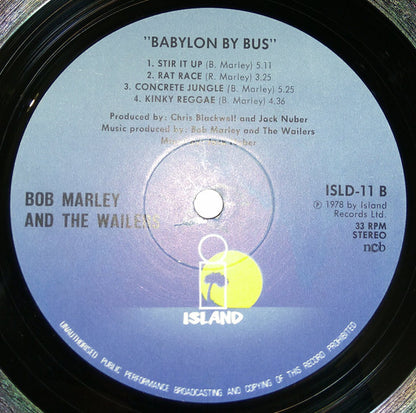 "BABYLON BY BUS"
1. STIR IT UP (B. Marley) 5.11
2. RAT RACE (R. Marley) 3.25
3. CONCRETE JUNGLE (B. Marley) 5.25
4. KINKY REGGAE (B. Marley) 4.36
Produced by: Chris Blackwell and Jack Nuber
Music produced by: Bob Marley and The Wailers
BOB MARLEY
AND THE WAILERS
ISLD-11 B
℗ 1978 by Island
Records Ltd.
33 RPM
STEREO
ncb
ISLAND
UNAUTHORISED PUBLIC PERFORMANCE BROADCASTING AND COPYING OF THIS RECORD PROHIBITED